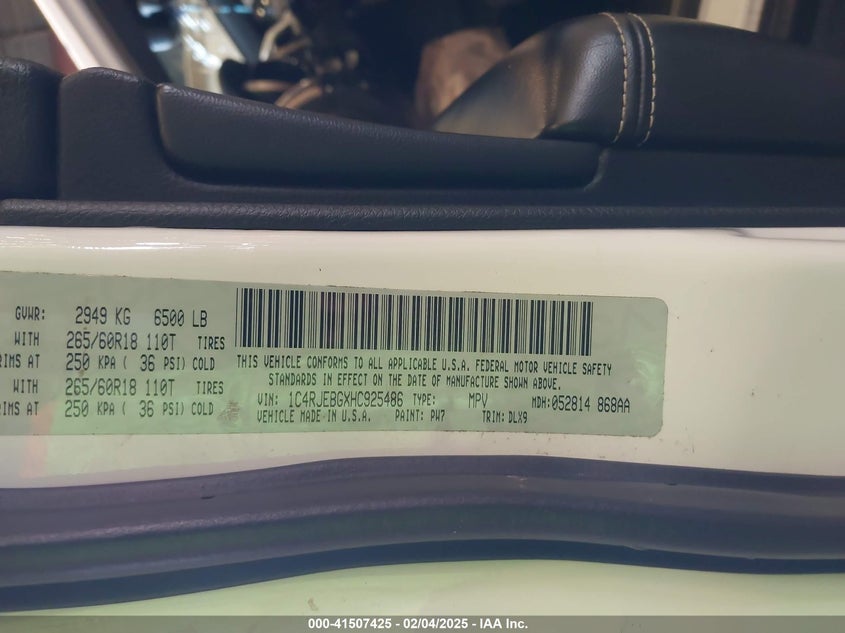 GVWR: 2949 KG 6500 LB
WITH 265/60R18 110T TIRES
RIMS AT 250 KPA ( 36 PSI) COLD
WITH 265/60R18 110T TIRES
RIMS AT 250 KPA ( 36 PSI) COLD
THIS VEHICLE CONFORMS TO ALL APPLICABLE U.S.A. FEDERAL MOTOR VEHICLE SAFETY
STANDARDS IN EFFECT ON THE DATE OF MANUFACTURE SHOWN ABOVE.
VIN: 1C4RJEBGXHC925486 TYPE: MPV MDH: 052814 868AA
VEHICLE MADE IN U.S.A. PAINT: PW7 TRIM: DLX9
000-41507425 - 02/04/2025 - IAA Inc.